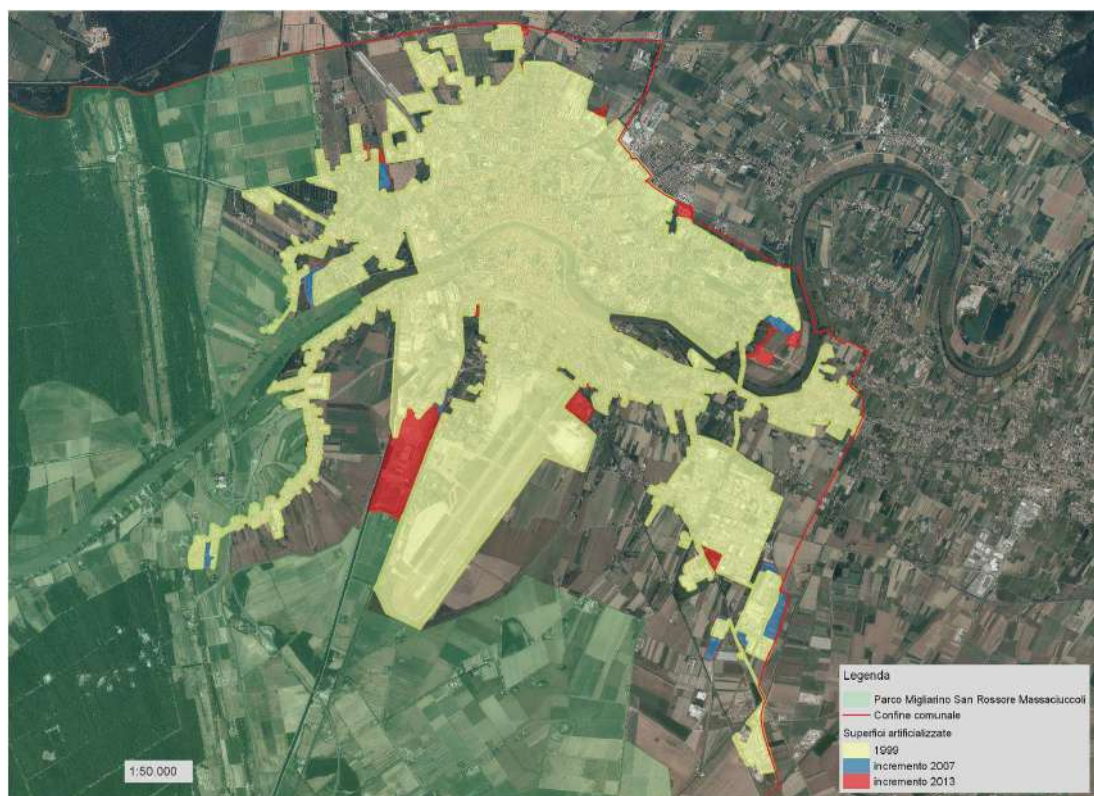 Legenda
Parco Migliarino San Rossore Massaciuccoli
Confine comunale
Superfici artificializzate
1999
incremento 2007
incremento 2013
1:50.000